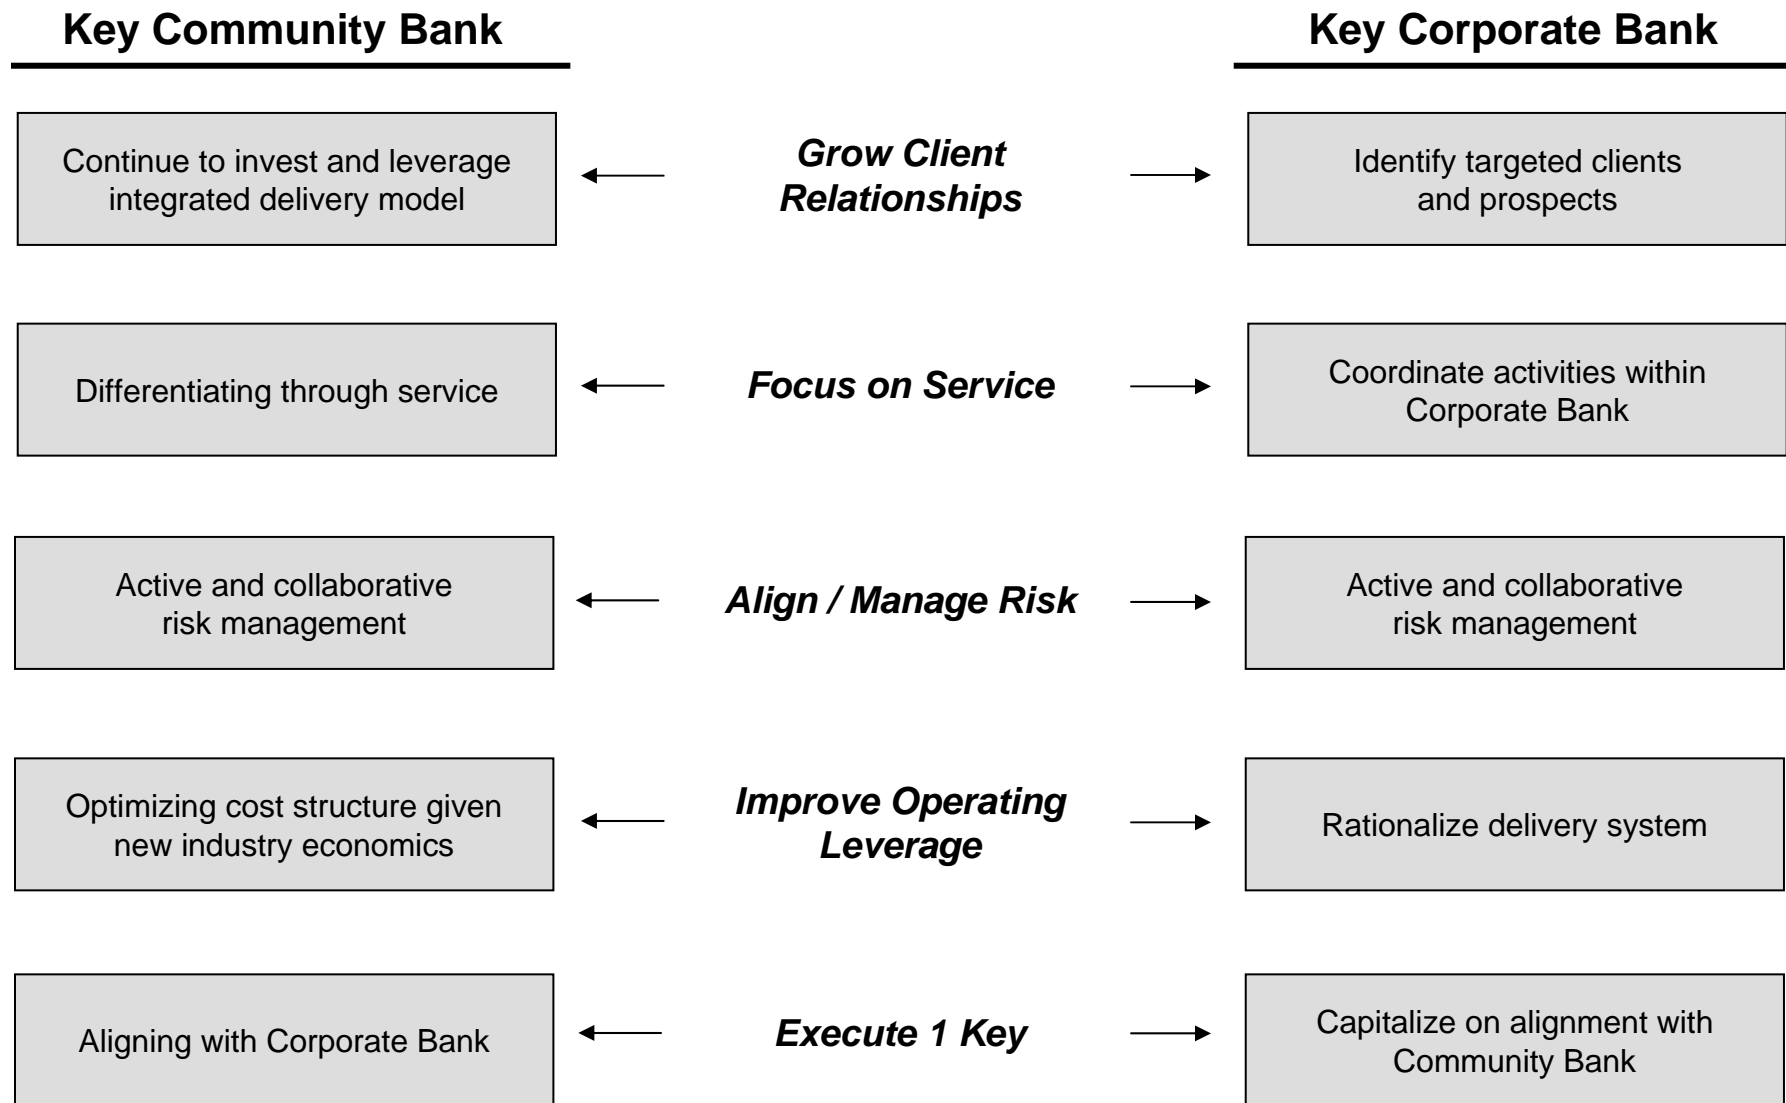 Key Community Bank
Key Corporate Bank
Continue to invest and leverage
integrated delivery model
Grow Client
Relationships
Identify targeted clients
and prospects
Differentiating through service
Focus on Service
Coordinate activities within
Corporate Bank
Active and collaborative
risk management
Align / Manage Risk
Active and collaborative
risk management
Optimizing cost structure given
new industry economics
Improve Operating
Leverage
Rationalize delivery system
Aligning with Corporate Bank
Execute 1 Key
Capitalize on alignment with
Community Bank